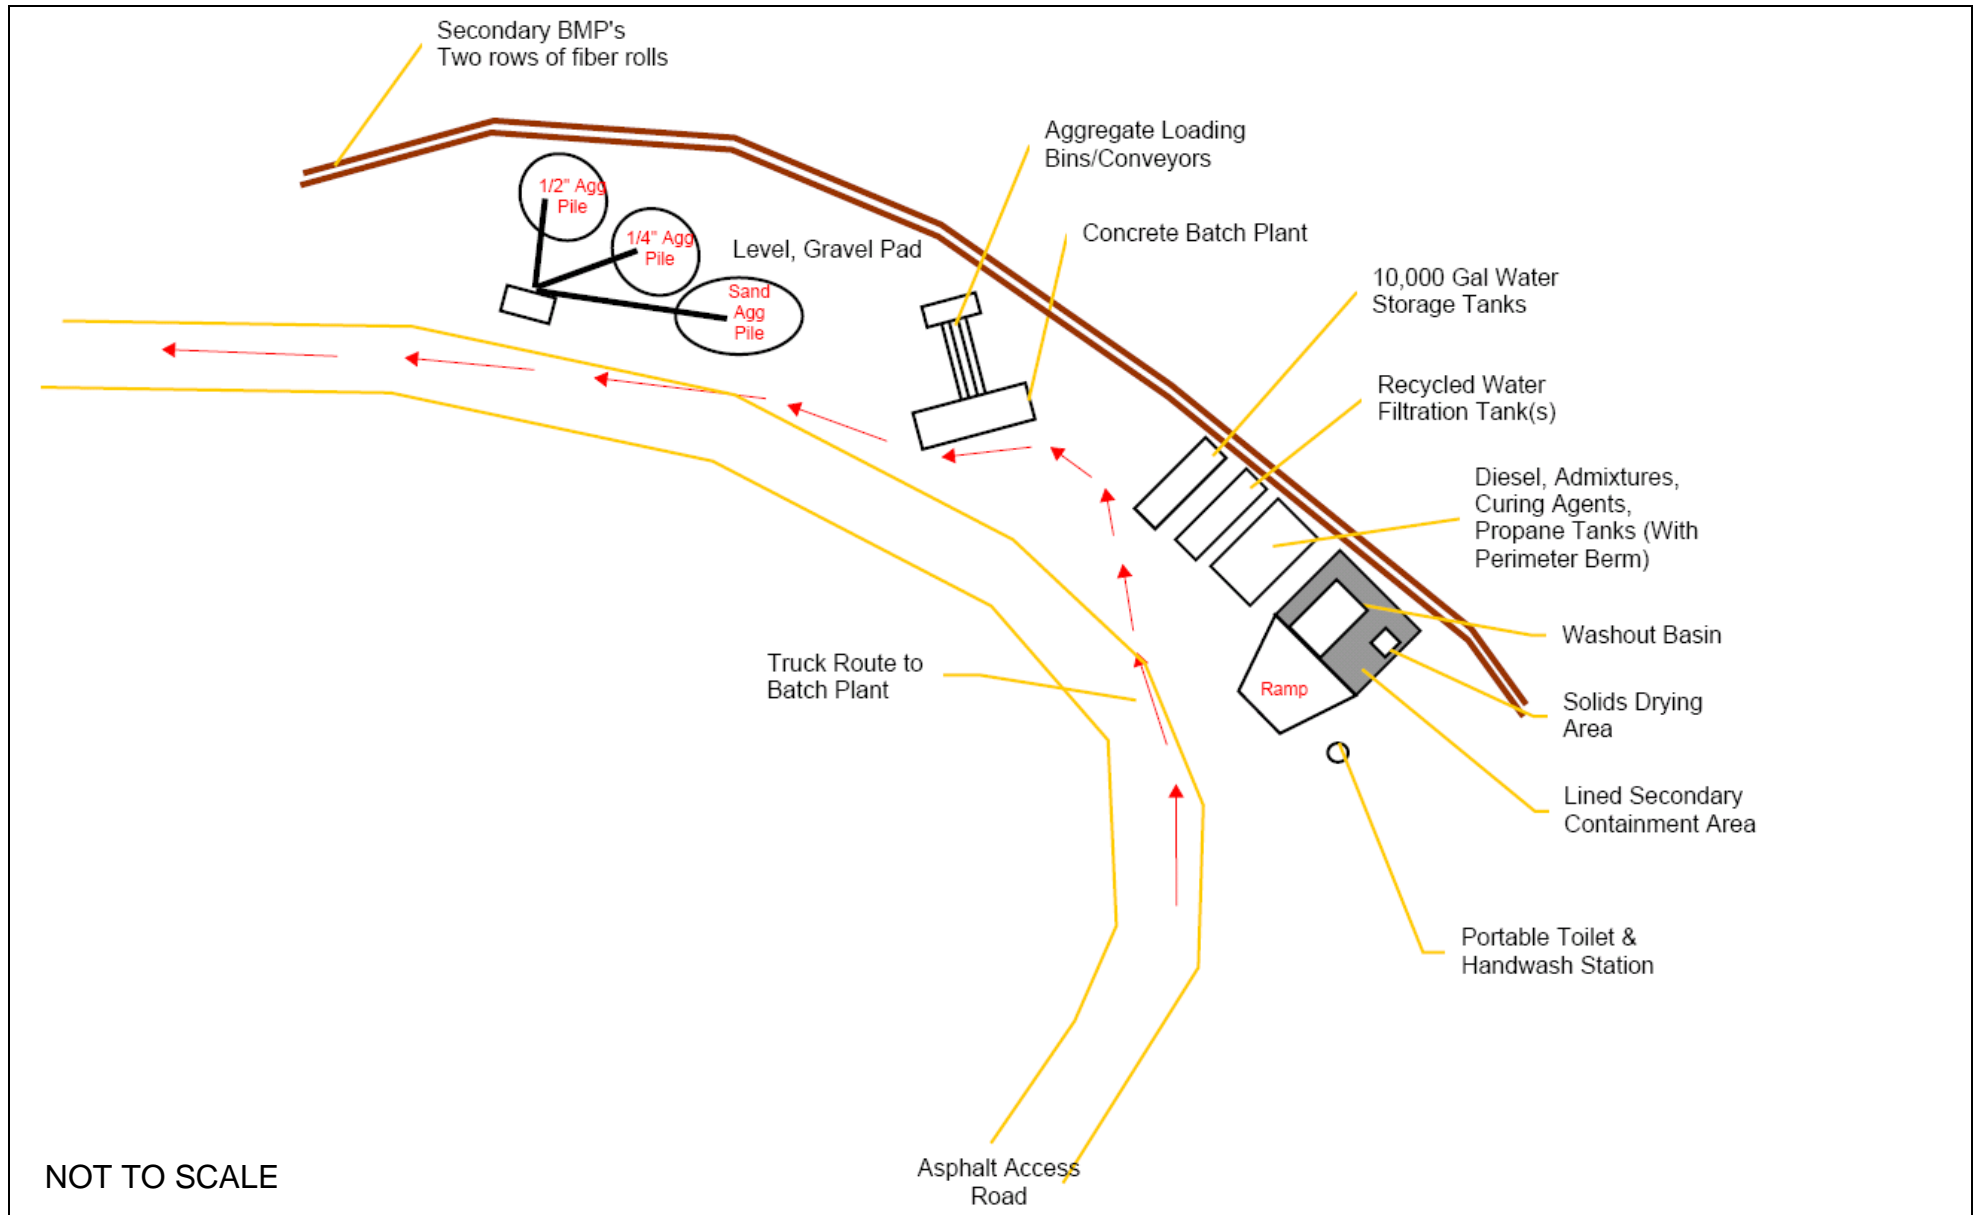 Secondary BMP's
Two rows of fiber rolls
Aggregate Loading
Bins/Conveyors
1/2" Agg
Pile
1/4" Agg
Pile
Level, Gravel Pad
Concrete Batch Plant
Sand
Agg
Pile
10,000 Gal Water
Storage Tanks
Recycled Water
Filtration Tank(s)
Diesel, Admixtures,
Curing Agents,
Propane Tanks (With
Perimeter Berm)
Washout Basin
Truck Route to
Batch Plant
Ramp
Solids Drying
Area
Lined Secondary
Containment Area
Portable Toilet &
Handwash Station
Asphalt Access
Road
NOT TO SCALE